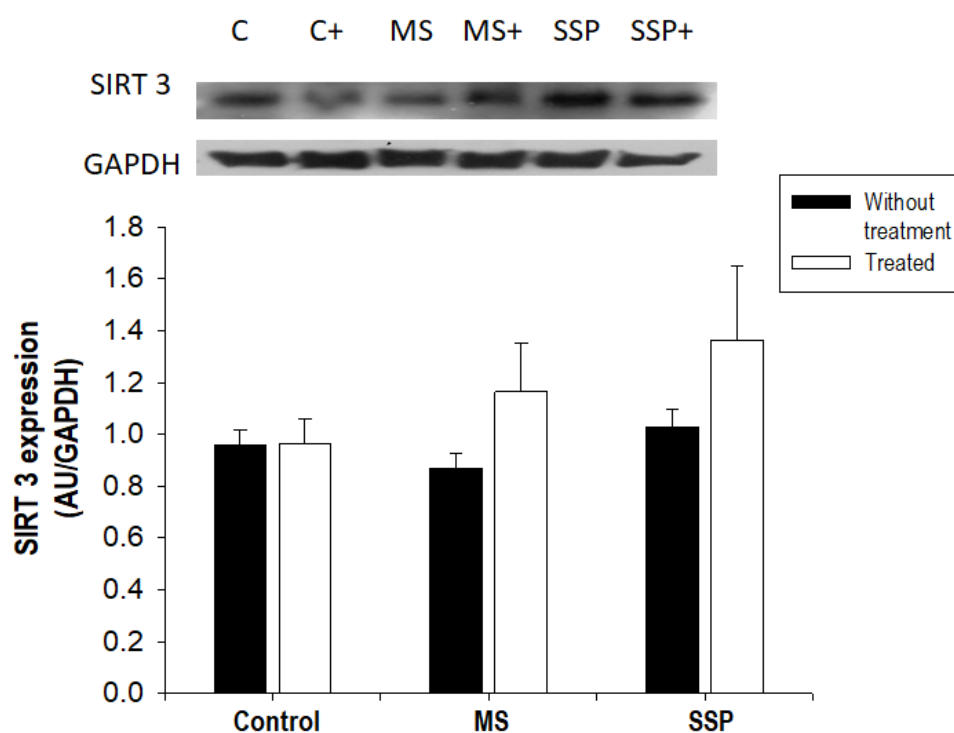 C C+ MS MS+ SSP SSP+
SIRT 3
GAPDH
Without
treatment
Treated
1.8
1.6
1.4
1.2
1.0
0.8
0.6
0.4
0.2
0.0
SIRT 3 expression
(AU/GAPDH)
Control MS SSP